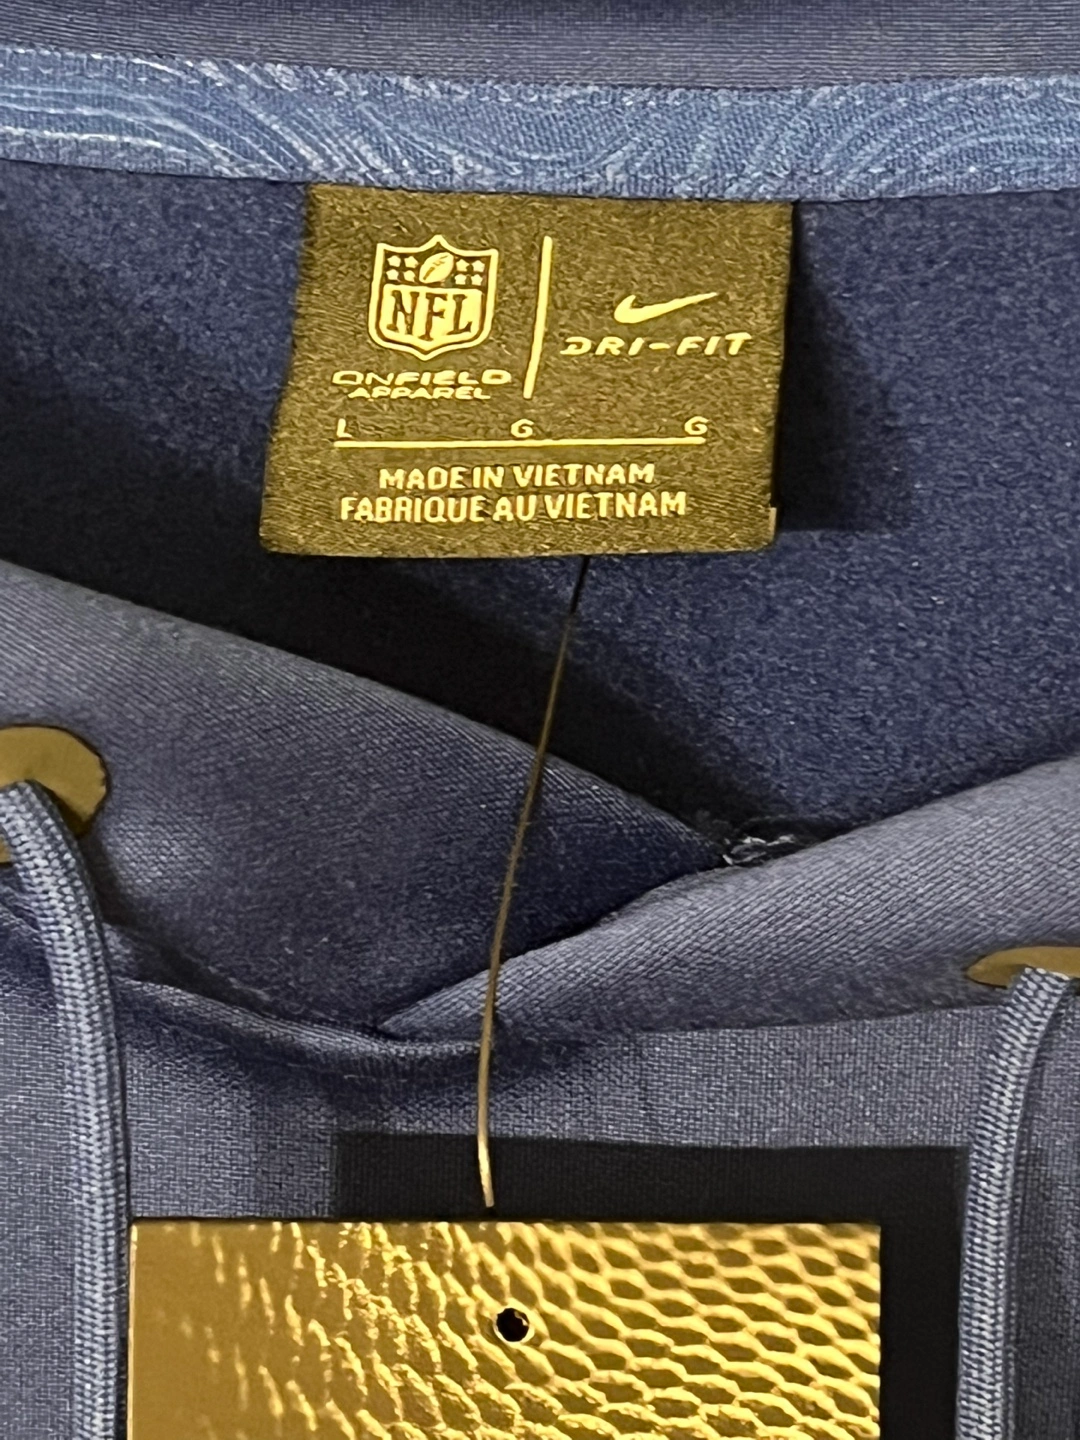 NFL
ONFIELD
APPAREL
DRI-FIT
L G G
MADE IN VIETNAM
FABRIQUE AU VIETNAM